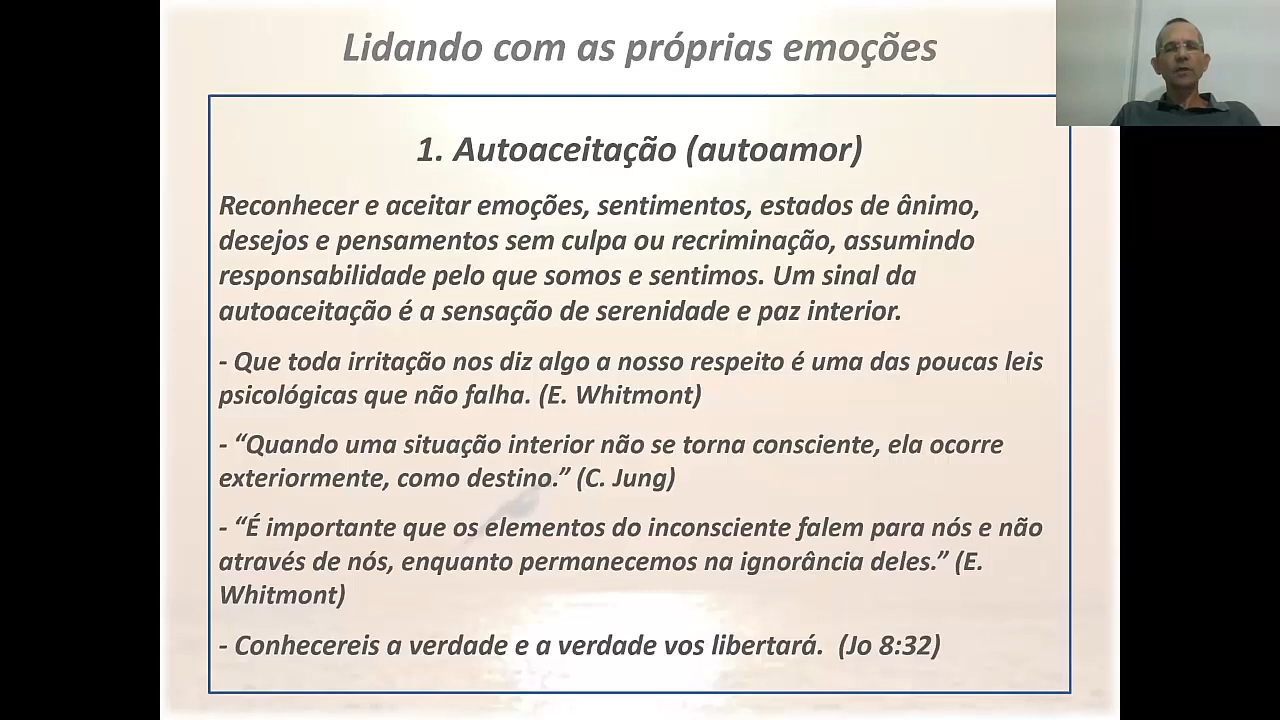 Lidando com as próprias emoções
1. Autoaceitação (autoamor)
Reconhecer e aceitar emoções, sentimentos, estados de ânimo,
desejos e pensamentos sem culpa ou recriminação, assumindo
responsabilidade pelo que somos e sentimos. Um sinal da
autoaceitação é a sensação de serenidade e paz interior.
- Que toda irritação nos diz algo a nosso respeito é uma das poucas leis
psicológicas que não falha. (E. Whitmont)
- “Quando uma situação interior não se torna consciente, ela ocorre
exteriormente, como destino.” (C. Jung)
- “É importante que os elementos do inconsciente falem para nós e não
através de nós, enquanto permanecemos na ignorância deles.” (E.
Whitmont)
- Conhecereis a verdade e a verdade vos libertará.  (Jo 8:32)